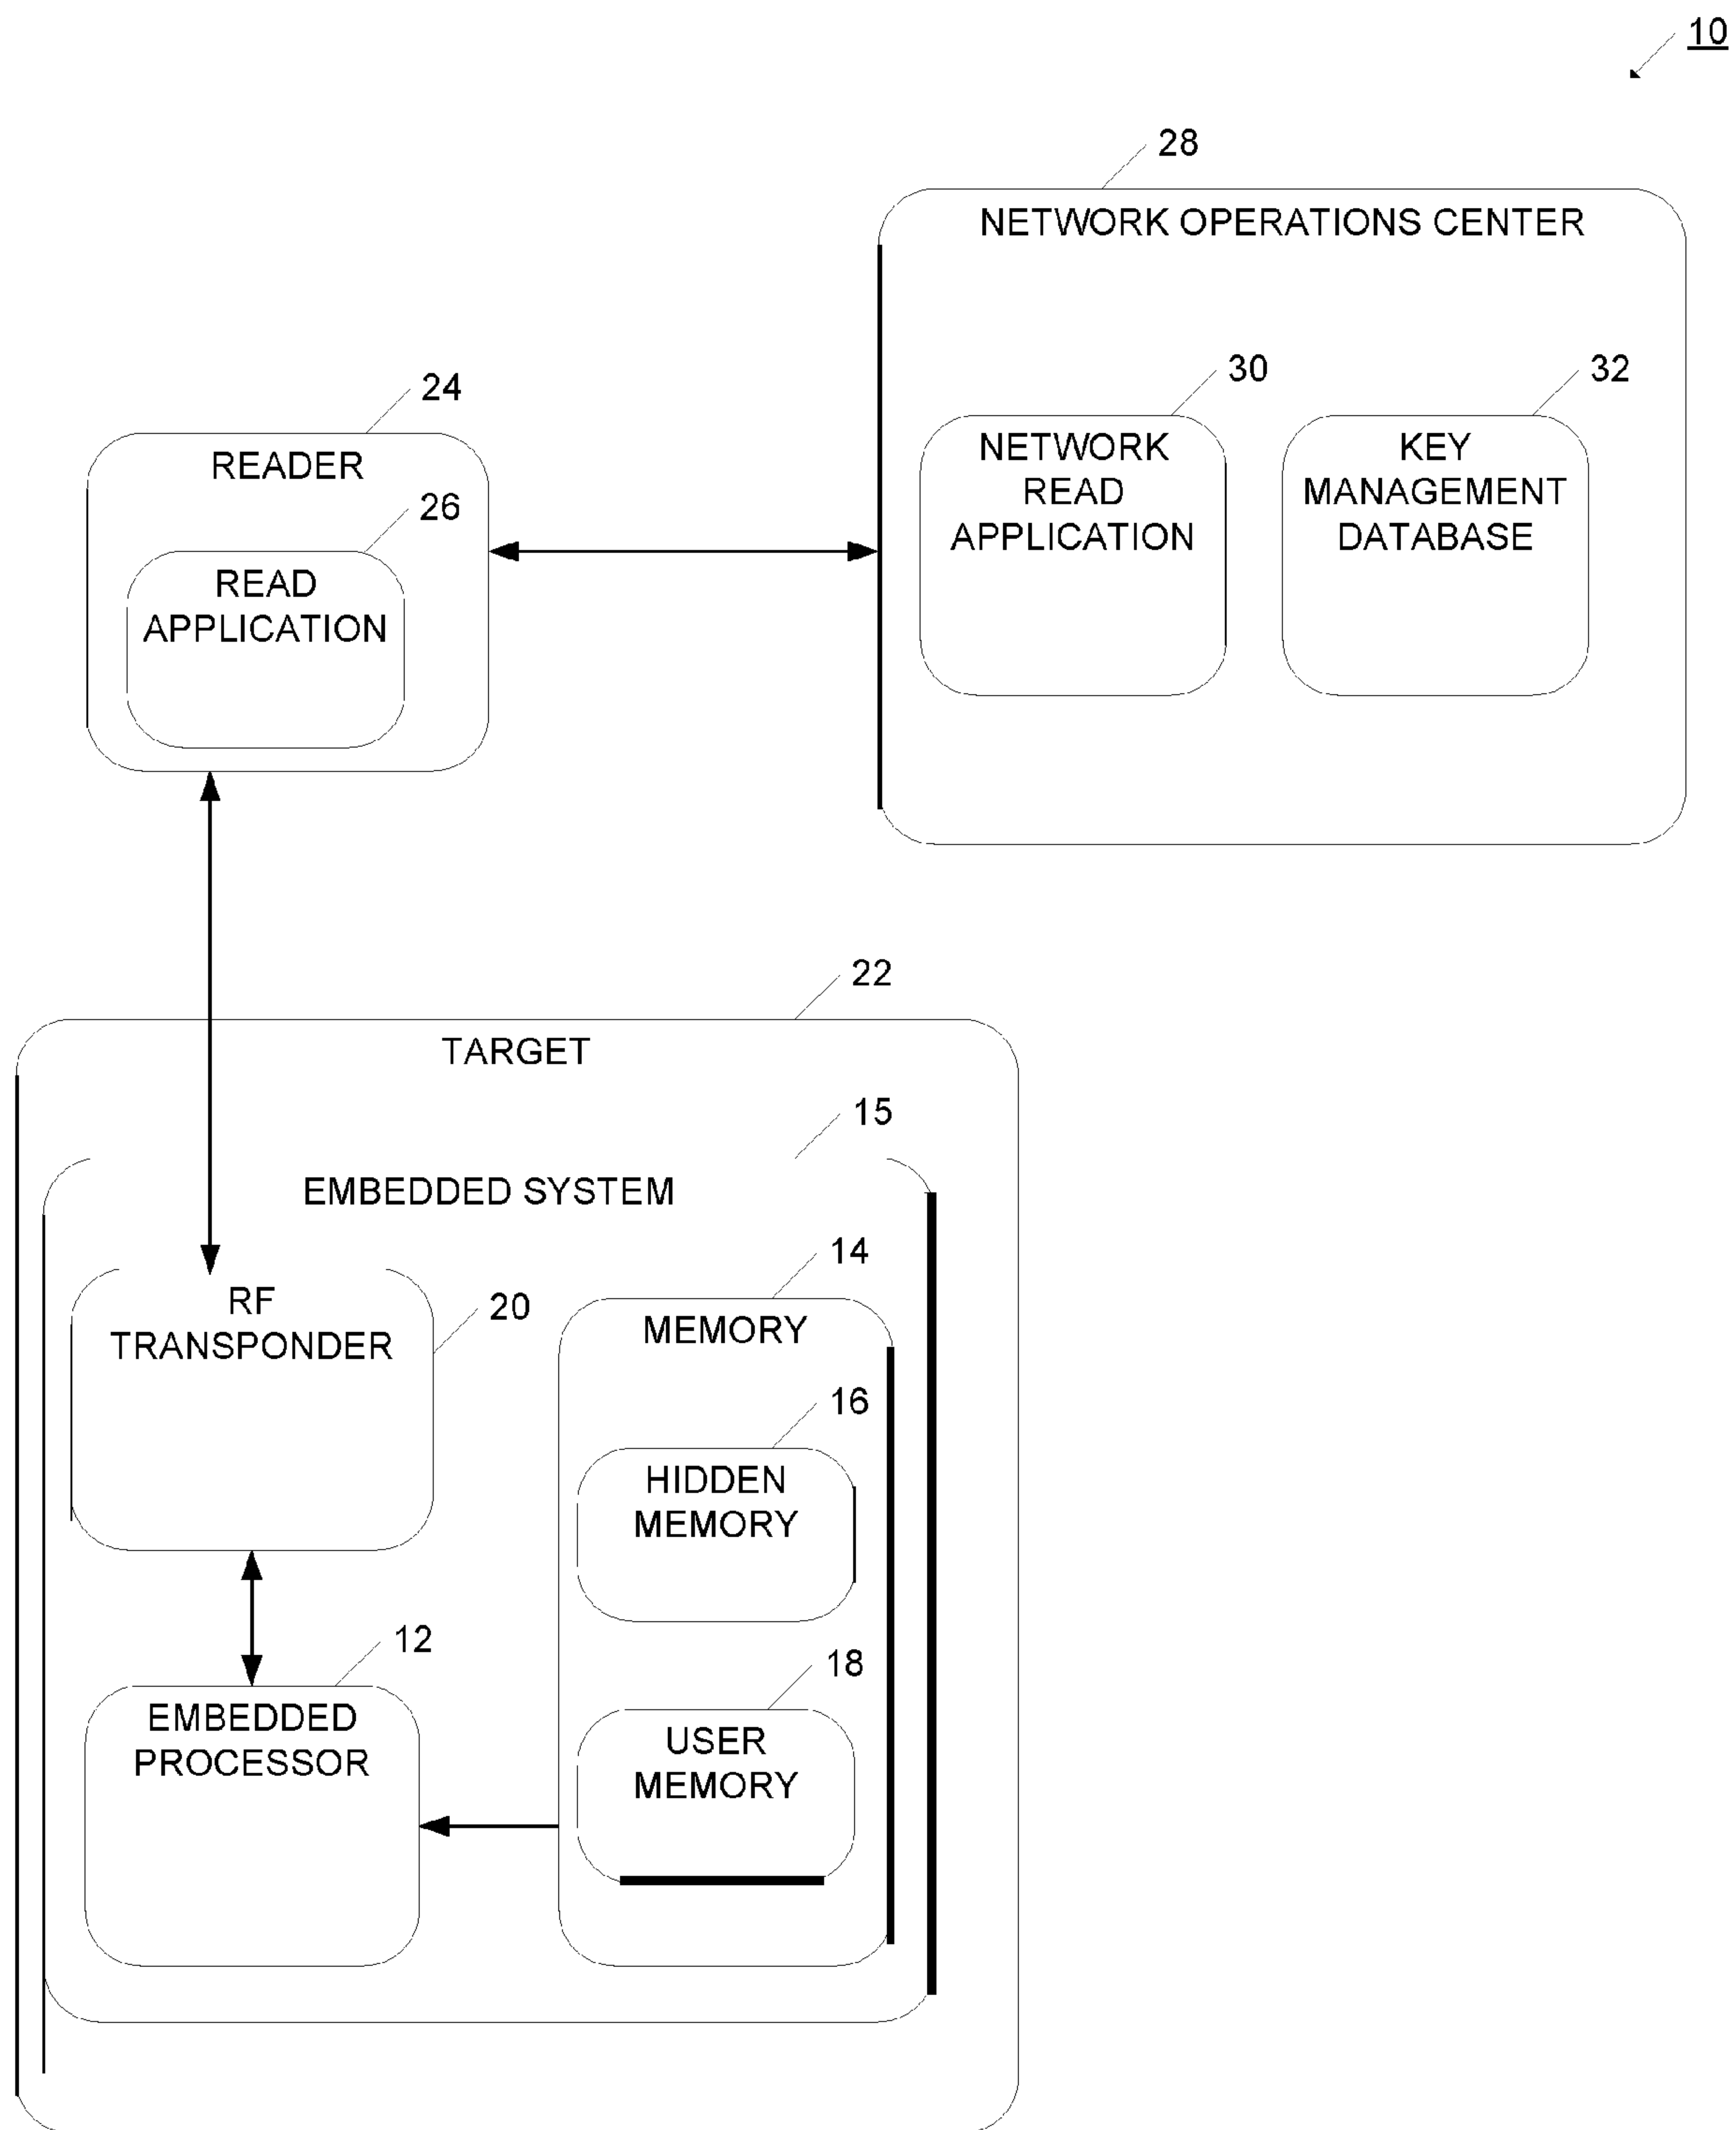 10
28
NETWORK OPERATIONS CENTER
30
32
NETWORK
READ
APPLICATION
KEY
MANAGEMENT
DATABASE
24
READER
26
READ
APPLICATION
22
TARGET
15
EMBEDDED SYSTEM
RF
TRANSPONDER
20
14
MEMORY
16
HIDDEN
MEMORY
12
EMBEDDED
PROCESSOR
18
USER
MEMORY